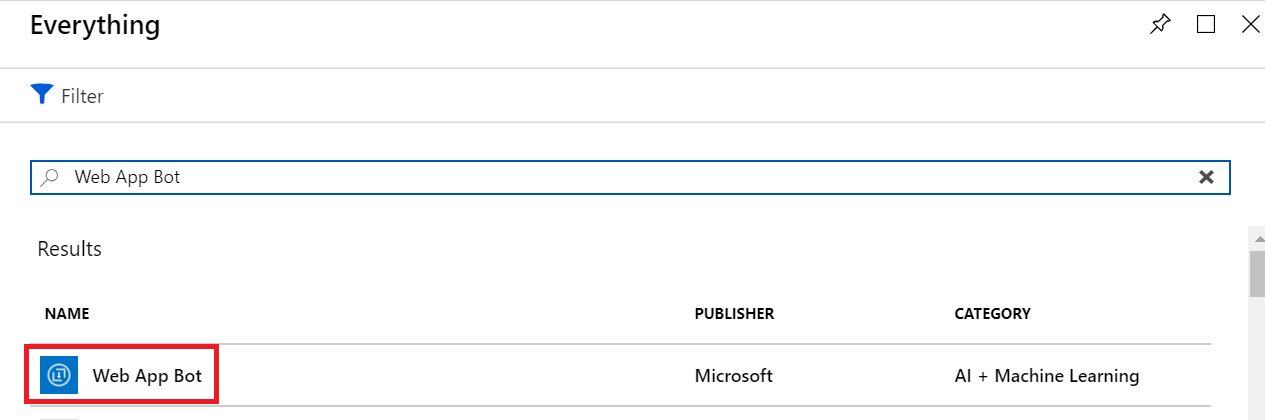 Everything
Filter
Web App Bot
Results
NAME PUBLISHER CATEGORY
Web App Bot Microsoft AI + Machine Learning